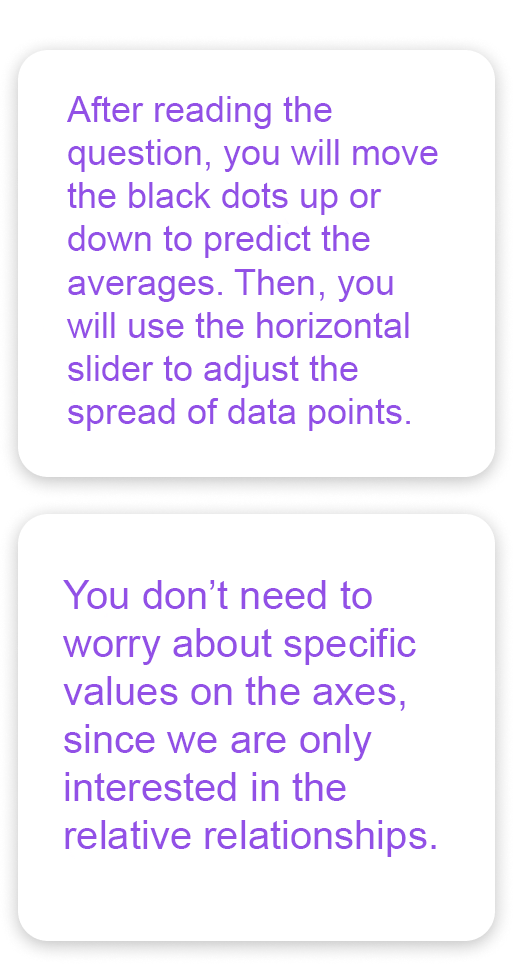 After reading the
question, you will move
the black dots up or
down to predict the
averages. Then, you
will use the horizontal
slider to adjust the
spread of data points.
You don’t need to
worry about specific
values on the axes,
since we are only
interested in the
relative relationships.